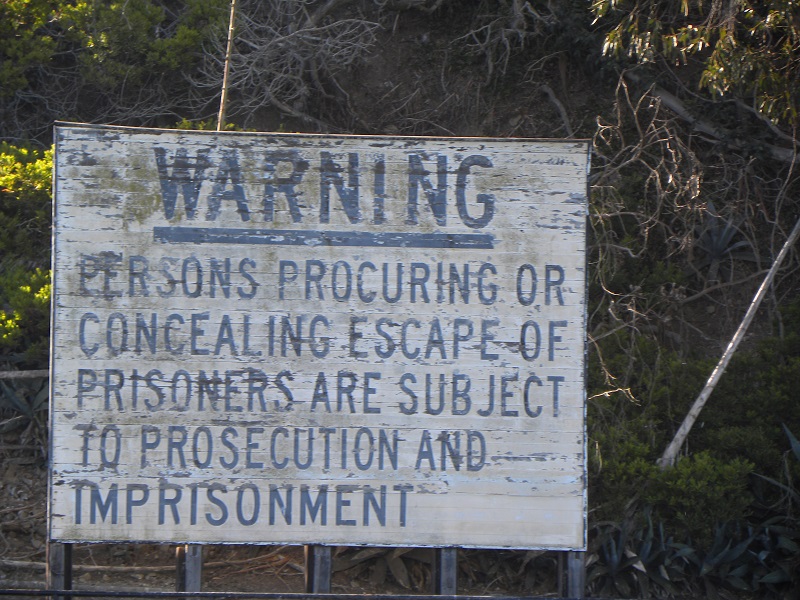 WARNING
PERSONS PROCURING OR
CONCEALING ESCAPE OF
PRISONERS ARE SUBJECT
TO PROSECUTION AND
IMPRISONMENT